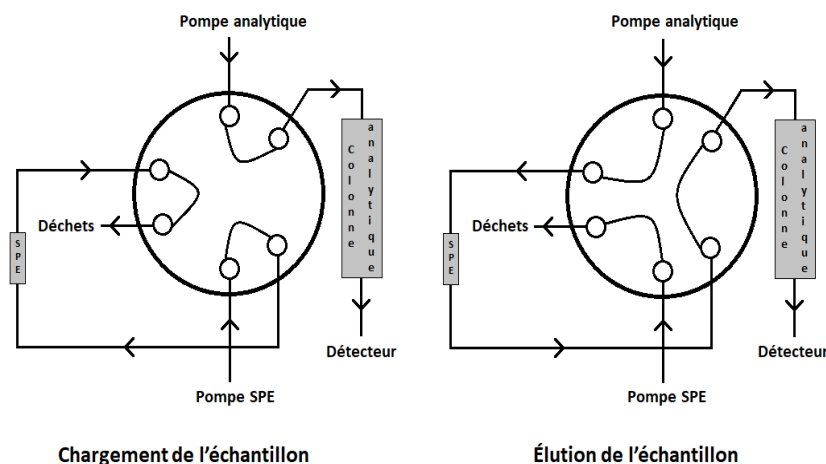 Pompe analytique
Colonne
analytique
Déchets
SPE
Détecteur
Pompe SPE
Chargement de l'échantillon
Pompe analytique
Colonne
analytique
Déchets
SPE
Détecteur
Pompe SPE
Élution de l'échantillon